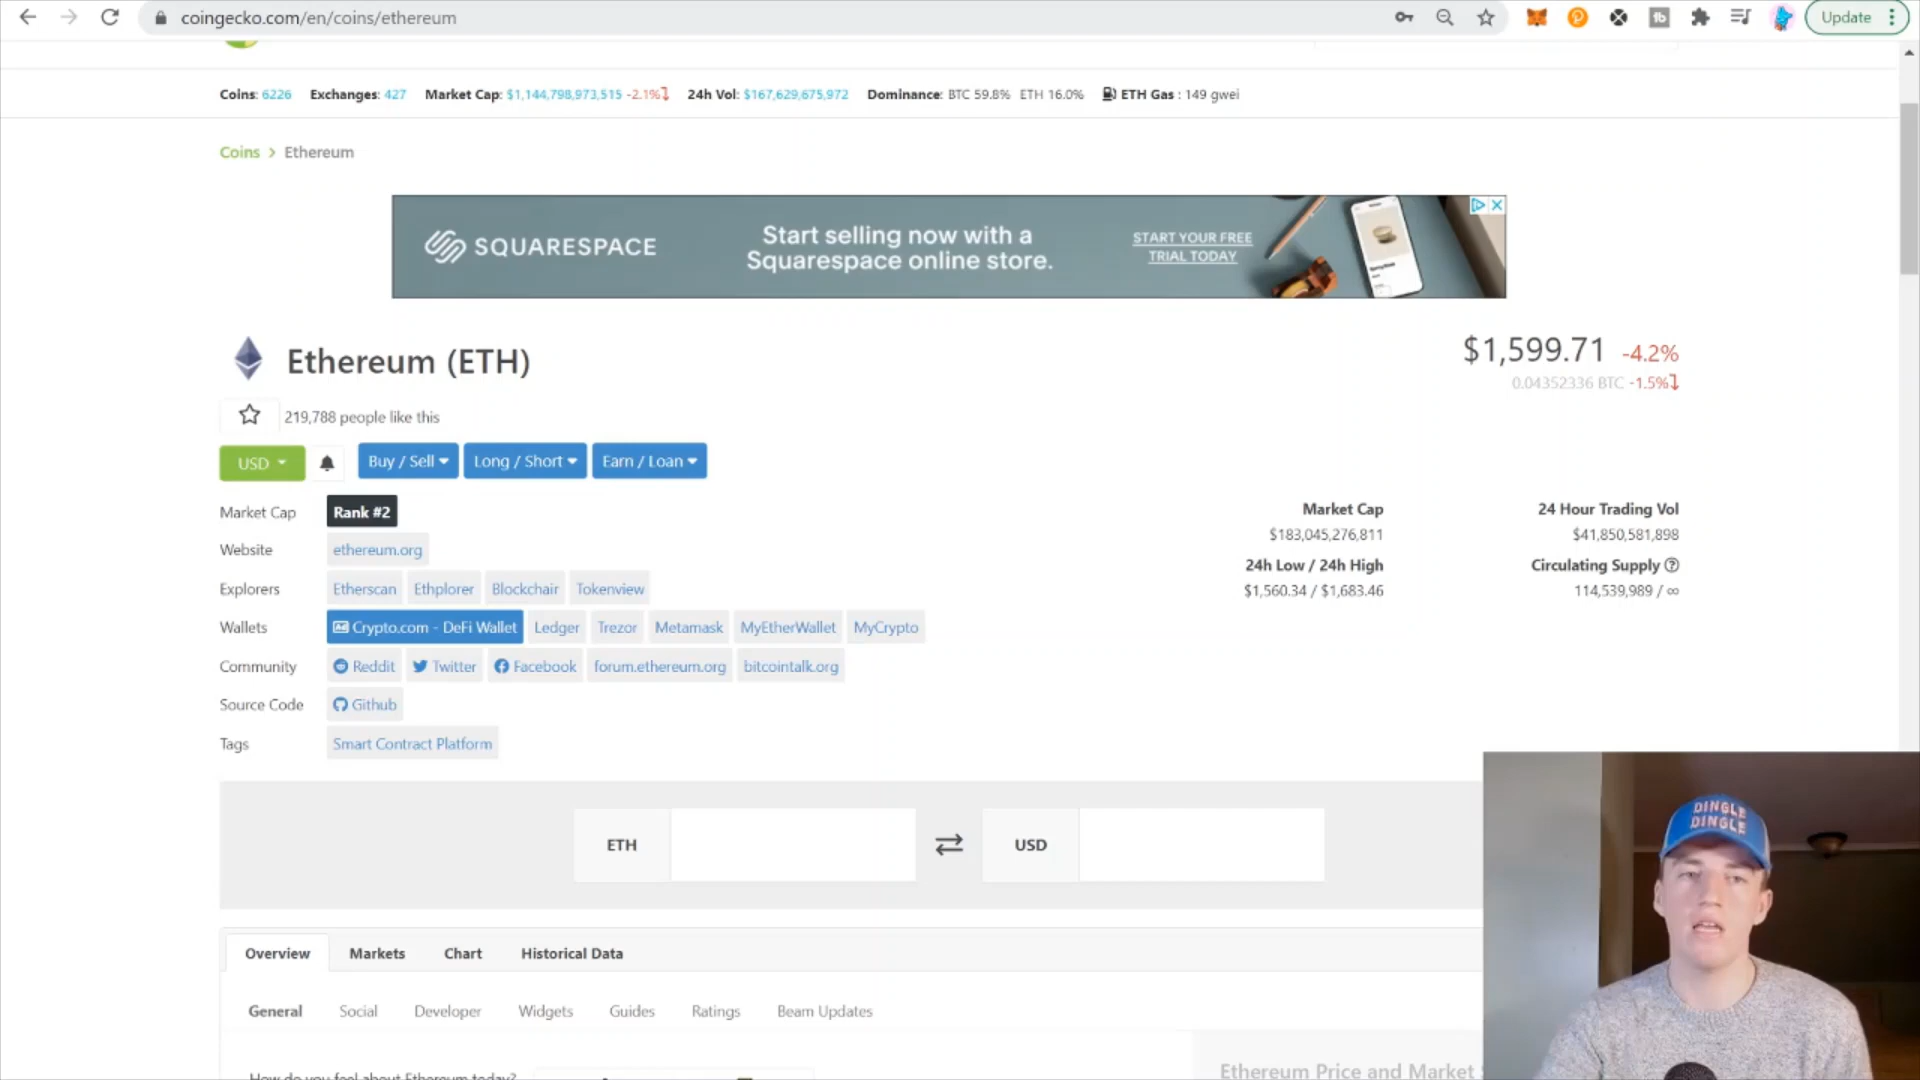 coingecko.com/en/coins/ethereum
Update
Coins: 6226 Exchanges: 427 Market Cap: $1,144,798,973,515 -2.1% 24h Vol: $167,629,675,972 Dominance: BTC 59.8% ETH 16.0% ETH Gas : 149 gwei
Coins > Ethereum
SQUARESPACE
Start selling now with a
Squarespace online store.
START YOUR FREE
TRIAL TODAY
Ethereum (ETH)
$1,599.71 -4.2%
0.04352336 BTC -1.5%
219,788 people like this
USD
Buy / Sell
Long / Short
Earn / Loan
Market Cap Rank #2
Website ethereum.org
Explorers Etherscan Ethplorer Blockchair Tokenview
Wallets Ad Crypto.com - DeFi Wallet Ledger Trezor Metamask MyEtherWallet MyCrypto
Community Reddit Twitter Facebook forum.ethereum.org bitcointalk.org
Source Code Github
Tags Smart Contract Platform
Market Cap
$183,045,276,811
24h Low / 24h High
$1,560.34 / $1,683.46
24 Hour Trading Vol
$41,850,581,898
Circulating Supply ?
114,539,989 / ∞
ETH
USD
DINGLE
DINGLE
Overview Markets Chart Historical Data
General Social Developer Widgets Guides Ratings Beam Updates
How do you feel about Ethereum today?
Ethereum Price and Market